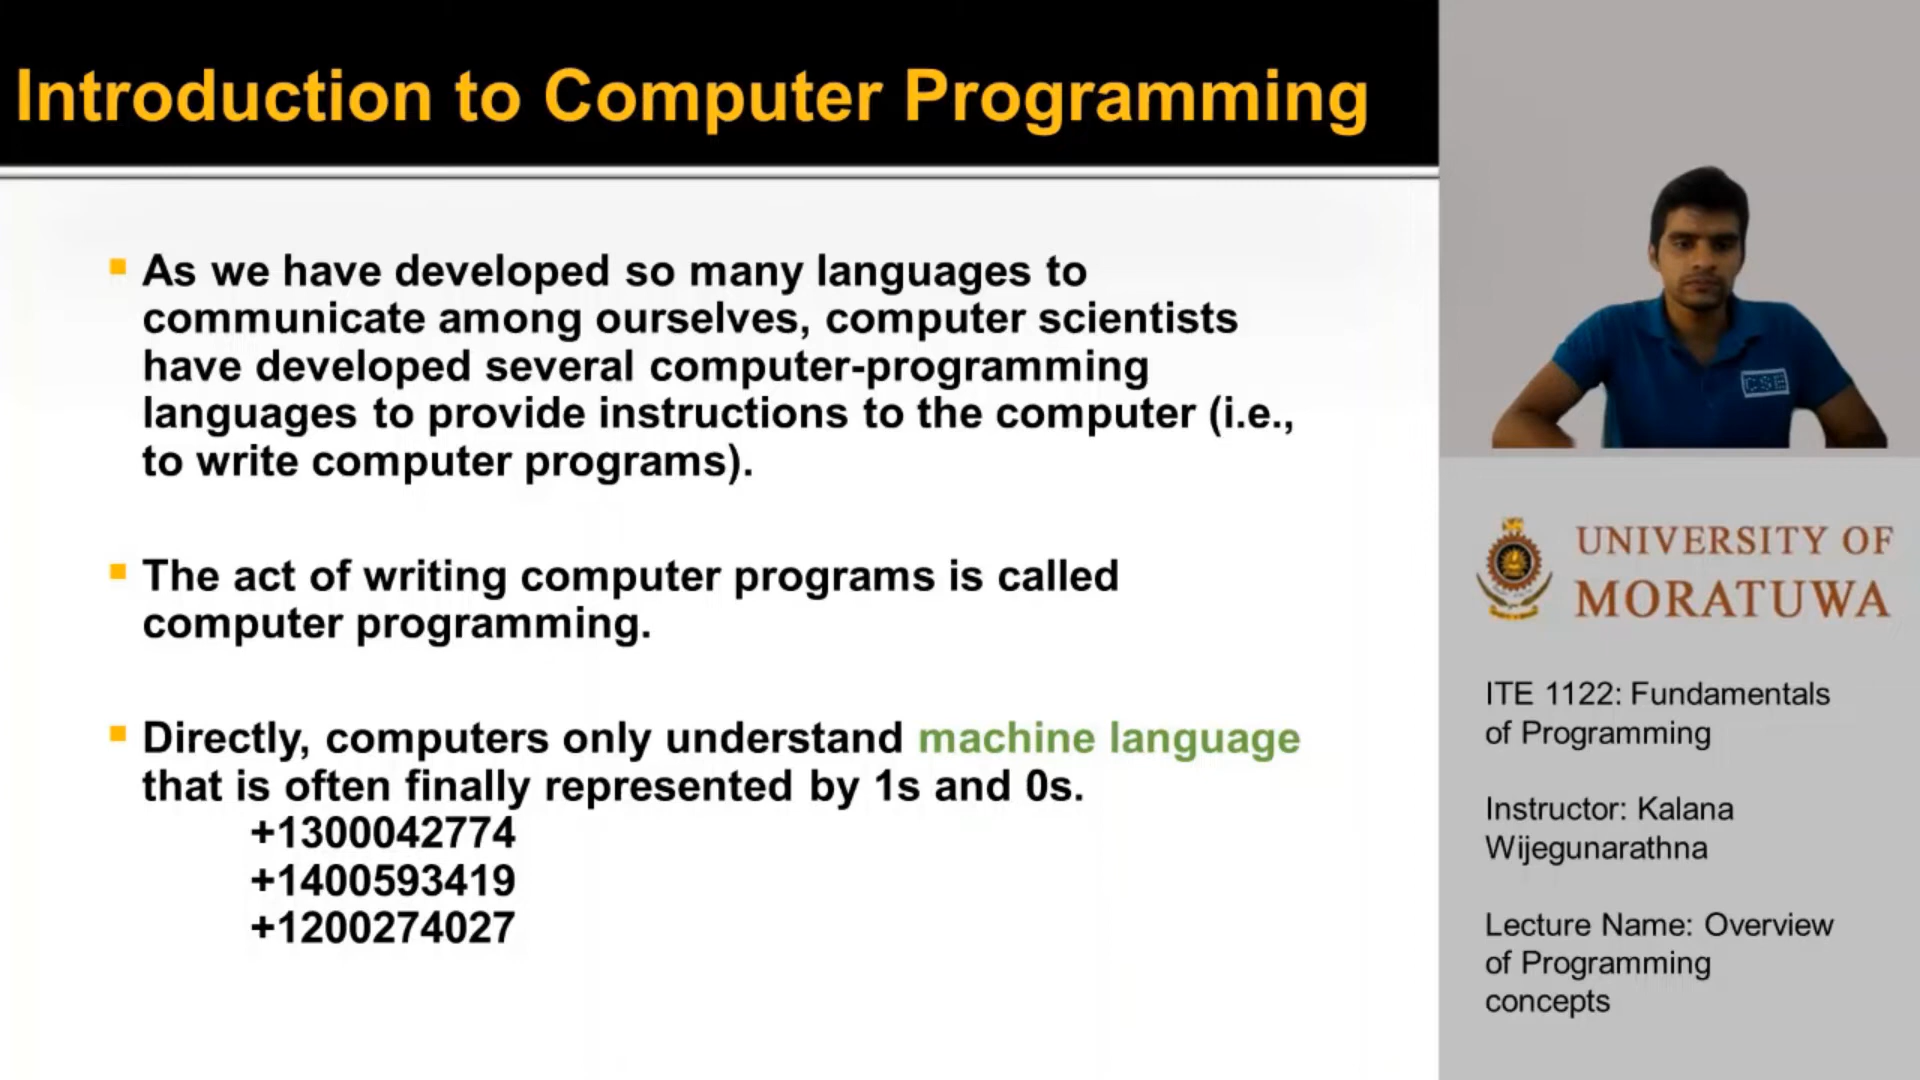 Introduction to Computer Programming
As we have developed so many languages to
communicate among ourselves, computer scientists
have developed several computer-programming
languages to provide instructions to the computer (i.e.,
to write computer programs).
The act of writing computer programs is called
computer programming.
Directly, computers only understand machine language
that is often finally represented by 1s and 0s.
+1300042774
+1400593419
+1200274027
CSE
UNIVERSITY OF
MORATUWA
ITE 1122: Fundamentals
of Programming
Instructor: Kalana
Wijegunarathna
Lecture Name: Overview
of Programming
concepts